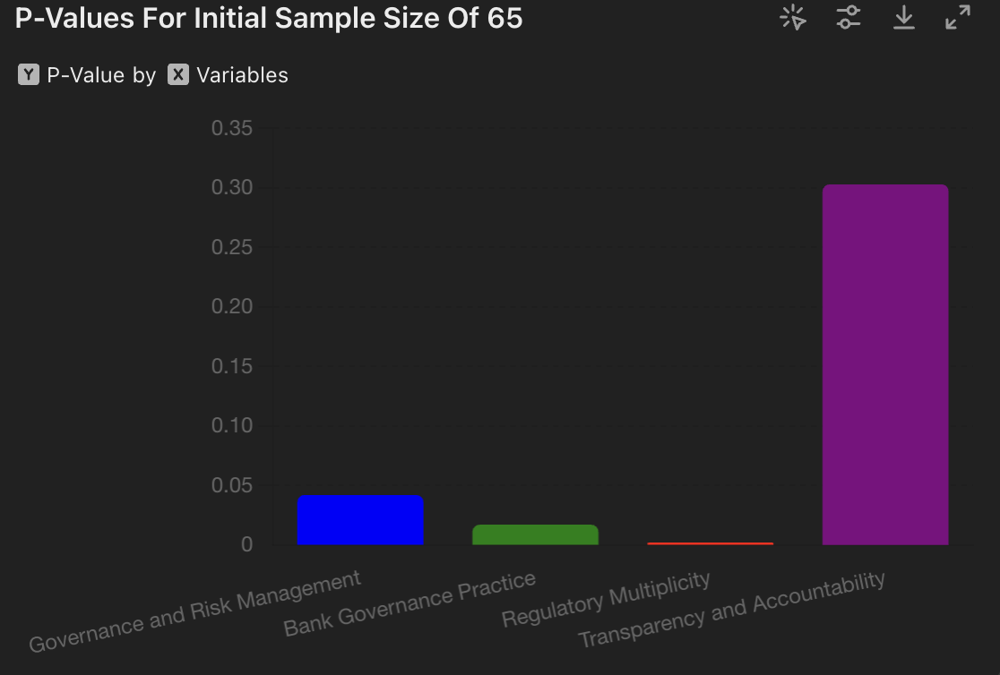 P-Values For Initial Sample Size Of 65
Y P-Value by X Variables
0.35
0.30
0.25
0.20
0.15
0.10
0.05
0
Governance and Risk Management
Bank Governance Practice
Regulatory Multiplicity
Transparency and Accountability